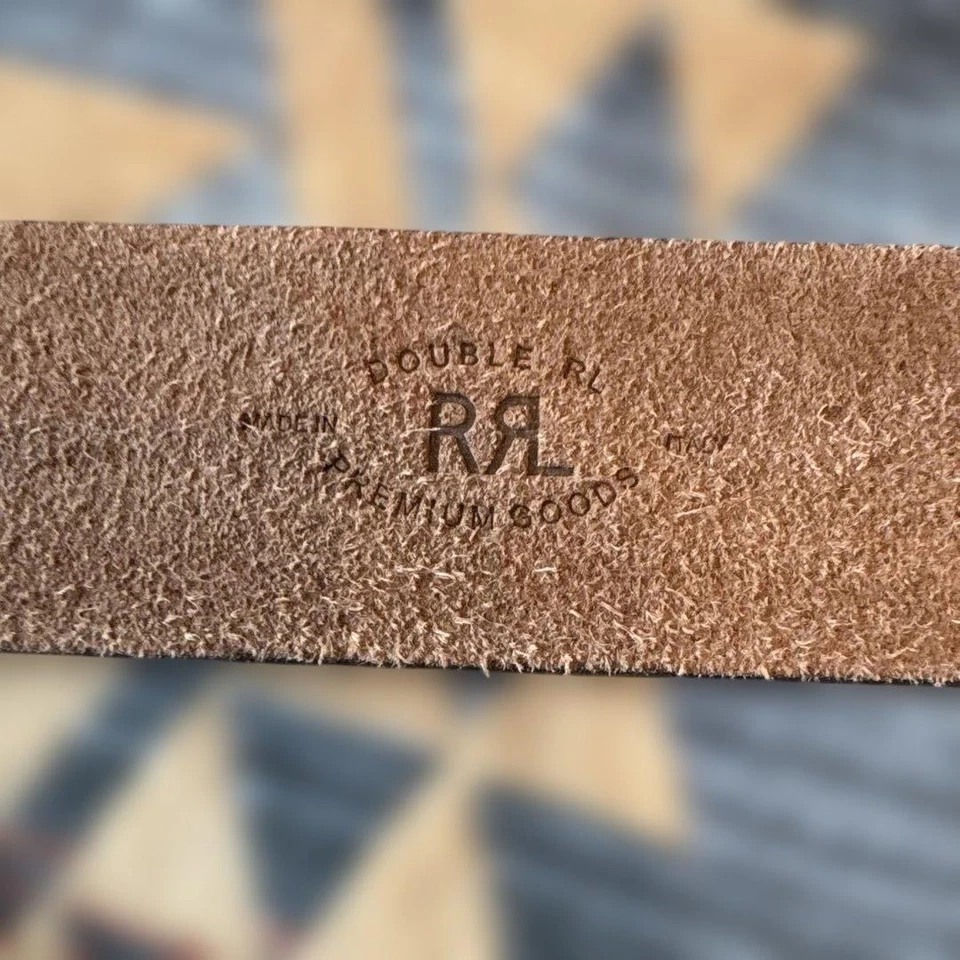 DOUBLE RL
MADE IN RRL ITALY
PREMIUM GOODS